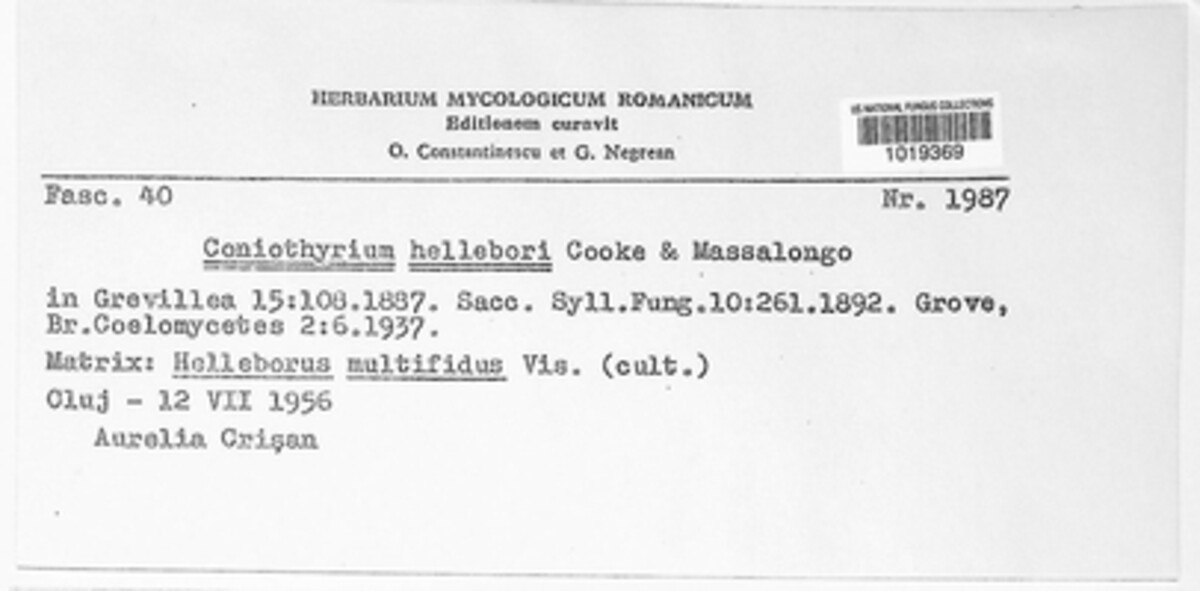 HERBARIUM MYCOLOGICUM ROMANICUM
Editionem curavit
O. Constantinescu et G. Negrean
US NATIONAL FUNGUS COLLECTIONS
1019369
Fasc. 40 Nr. 1987
Coniothyrium hellebori Cooke & Massalongo
in Grevillea 15:108.1887. Sacc. Syll.Fung.10:261.1892. Grove,
Br.Coelomycetes 2:6.1937.
Matrix: Helleborus multifidus Vis. (cult.)
Cluj - 12 VII 1956
Aurelia Crişan